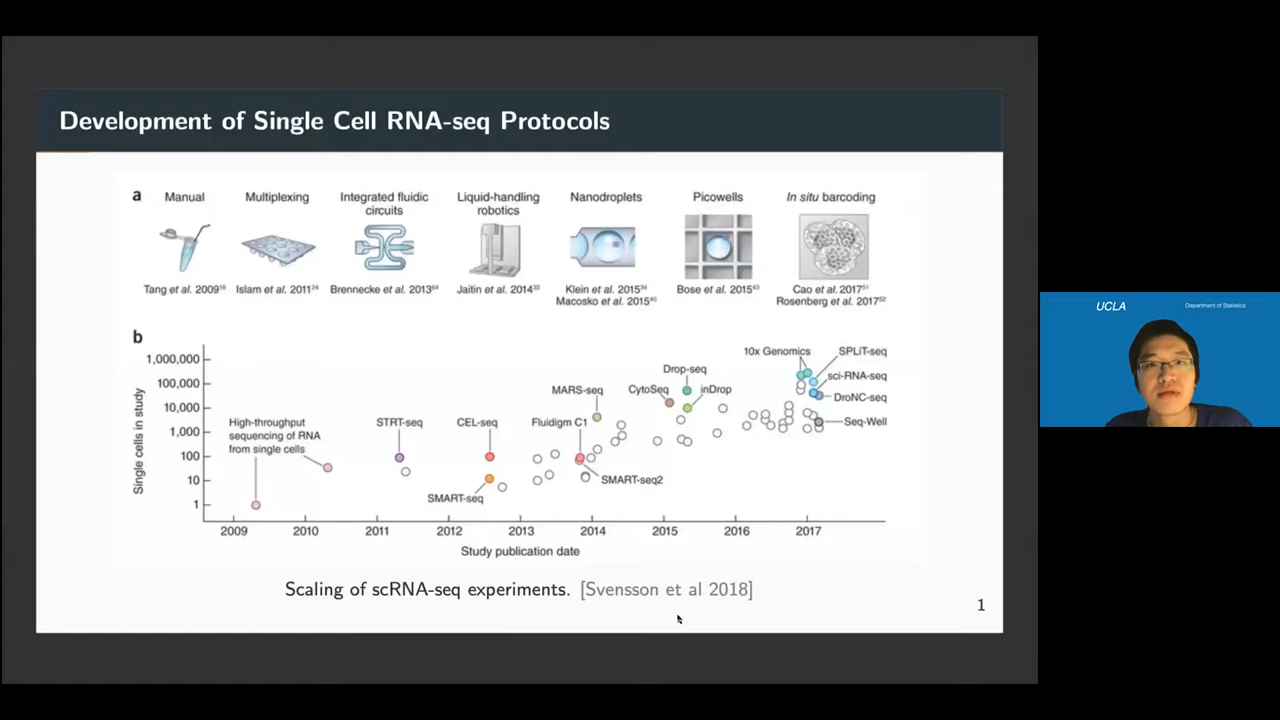 Development of Single Cell RNA-seq Protocols
a
Manual
Multiplexing
Integrated fluidic
circuits
Liquid-handling
robotics
Nanodroplets
Picowells
In situ barcoding
Tang et al. 2009
Islam et al. 2011
Brennecke et al. 2013
Jaitin et al. 2014
Klein et al. 2015
Macosko et al. 2015
Bose et al. 2015
Cao et al. 2017
Rosenberg et al. 2017
b
Single cells in study
1,000,000
100,000
10,000
1,000
100
10
1
High-throughput
sequencing of RNA
from single cells
STRT-seq
CEL-seq
SMART-seq
Fluidigm C1
SMART-seq2
MARS-seq
CytoSeq
Drop-seq
inDrop
10x Genomics
SPLiT-seq
sci-RNA-seq
DroNC-seq
Seq-Well
2009 2010 2011 2012 2013 2014 2015 2016 2017
Study publication date
Scaling of scRNA-seq experiments. [Svensson et al 2018]
1
UCLA
Department of Statistics